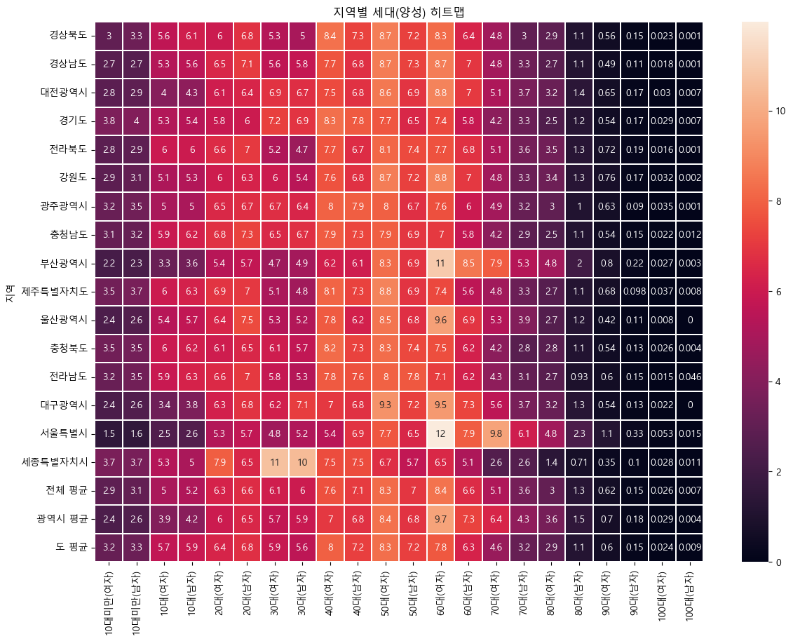 지역별 세대(양성) 히트맵
경상북도 3 3.3 5.6 6.1 6 6.8 5.3 5 8.4 7.3 8.7 7.2 8.3 6.4 4.8 3 2.9 1.1 0.56 0.15 0.023 0.001
경상남도 2.7 2.7 5.3 5.6 6.5 7.1 5.6 5.8 7.7 6.8 8.7 7.3 8.7 7 4.8 3.3 2.7 1.1 0.49 0.11 0.018 0.001
대전광역시 2.8 2.9 4 4.3 6.1 6.4 6.9 6.7 7.5 6.8 8.6 6.9 8.8 7 5.1 3.7 3.2 1.4 0.65 0.17 0.03 0.007
경기도 3.8 4 5.3 5.4 5.8 6 7.2 6.9 8.3 7.8 7.7 6.5 7.4 5.8 4.2 3.3 2.5 1.2 0.54 0.17 0.029 0.007
전라북도 2.8 2.9 6 6 6.6 7 5.2 4.7 7.7 6.7 8.1 7.4 7.7 6.8 5.1 3.6 3.5 1.3 0.72 0.19 0.016 0.001
강원도 2.9 3.1 5.1 5.3 6 6.3 6 5.4 7.6 6.8 8.7 7.2 8.8 7 4.8 3.3 3.4 1.3 0.76 0.17 0.032 0.002
광주광역시 3.2 3.5 5 5 6.5 6.7 6.7 6.4 8 7.9 8 6.7 7.6 6 4.9 3.2 3 1 0.63 0.09 0.035 0.001
충청남도 3.1 3.2 5.9 6.2 6.8 7.3 6.5 6.7 7.9 7.3 7.9 6.9 7 5.8 4.2 2.9 2.5 1.1 0.54 0.15 0.022 0.012
부산광역시 2.2 2.3 3.3 3.6 5.4 5.7 4.7 4.9 6.2 6.1 8.3 6.9 11 8.5 7.9 5.3 4.8 2 0.8 0.22 0.027 0.003
지역
제주특별자치도 3.5 3.7 6 6.3 6.9 7 5.1 4.8 8.1 7.3 8.8 6.9 7.4 5.6 4.8 3.3 2.7 1.1 0.68 0.098 0.037 0.008
울산광역시 2.4 2.6 5.4 5.7 6.4 7.5 5.3 5.2 7.8 6.2 8.5 6.8 9.6 6.9 5.3 3.9 2.7 1.2 0.42 0.11 0.008 0
충청북도 3.5 3.5 6 6.2 6.1 6.5 6.1 5.7 8.2 7.3 8.3 7.4 7.5 6.2 4.2 2.8 2.8 1.1 0.54 0.13 0.026 0.004
전라남도 3.2 3.5 5.9 6.3 6.6 7 5.8 5.3 7.8 7.6 8 7.8 7.1 6.2 4.3 3.1 2.7 0.93 0.6 0.15 0.015 0.046
대구광역시 2.4 2.6 3.4 3.8 6.3 6.8 6.2 7.1 7 6.8 9.3 7.2 9.5 7.3 5.6 3.7 3.2 1.3 0.54 0.13 0.022 0
서울특별시 1.5 1.6 2.5 2.6 5.3 5.7 4.8 5.2 5.4 6.9 7.7 6.5 12 7.9 9.8 6.1 4.8 2.3 1.1 0.33 0.053 0.015
세종특별자치시 3.7 3.7 5.3 5 7.9 6.5 11 10 7.5 7.5 6.7 5.7 6.5 5.1 2.6 2.6 1.4 0.71 0.35 0.1 0.028 0.011
전체 평균 2.9 3.1 5 5.2 6.3 6.6 6.1 6 7.6 7.1 8.3 7 8.4 6.6 5.1 3.6 3 1.3 0.62 0.15 0.026 0.007
광역시 평균 2.4 2.6 3.9 4.2 6 6.5 5.7 5.9 7 6.8 8.4 6.8 9.7 7.3 6.4 4.3 3.6 1.5 0.7 0.18 0.029 0.004
도 평균 3.2 3.3 5.7 5.9 6.4 6.8 5.9 5.6 8 7.2 8.3 7.2 7.8 6.3 4.6 3.2 2.9 1.1 0.6 0.15 0.024 0.009
10대미만(여자) 10대미만(남자) 10대(여자) 10대(남자) 20대(여자) 20대(남자) 30대(여자) 30대(남자) 40대(여자) 40대(남자) 50대(여자) 50대(남자) 60대(여자) 60대(남자) 70대(여자) 70대(남자) 80대(여자) 80대(남자) 90대(여자) 90대(남자) 100대(여자) 100대(남자)
10
8
6
4
2
0